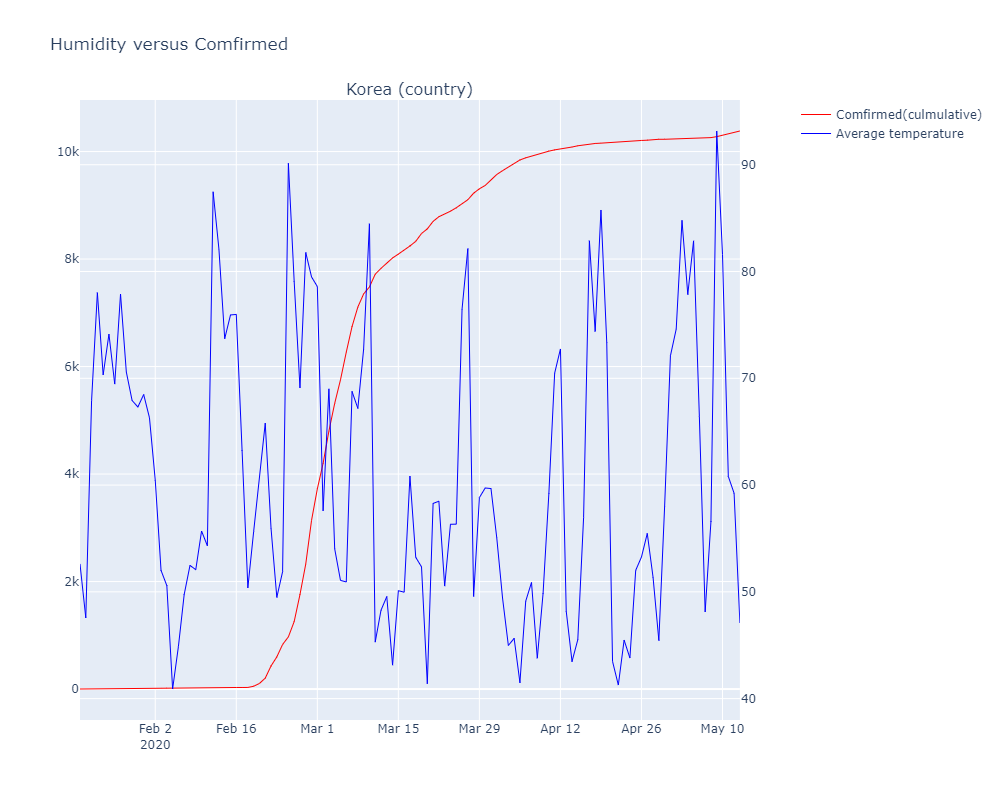 Humidity versus Comfirmed
Korea (country)
Comfirmed(culmulative)
Average temperature
10k
8k
6k
4k
2k
0
90
80
70
60
50
40
Feb 2
2020
Feb 16
Mar 1
Mar 15
Mar 29
Apr 12
Apr 26
May 10